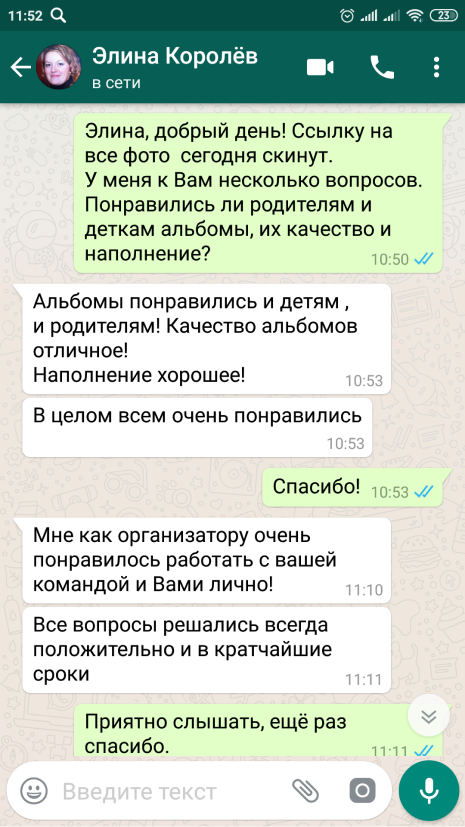 11:52
23
Элина Королёв
в сети
Элина, добрый день! Ссылку на
все фото сегодня скинут.
У меня к Вам несколько вопросов.
Понравились ли родителям и
деткам альбомы, их качество и
наполнение?
10:50
Альбомы понравились и детям ,
и родителям! Качество альбомов
отличное!
Наполнение хорошее!
10:53
В целом всем очень понравились
10:53
Спасибо! 10:53
Мне как организатору очень
понравилось работать с вашей
командой и Вами лично!
11:10
Все вопросы решались всегда
положительно и в кратчайшие
сроки
11:11
Приятно слышать, ещё раз
спасибо.
11:11
Введите текст